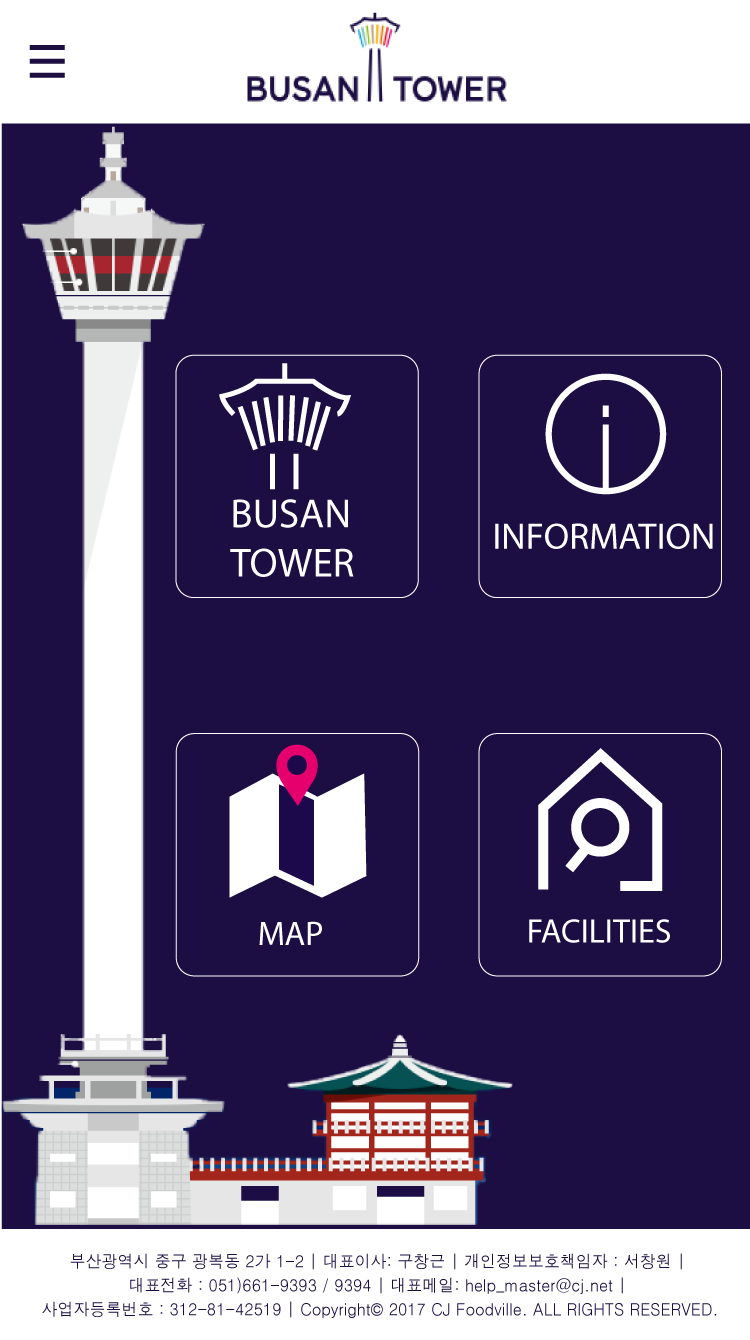 BUSAN TOWER
BUSAN
TOWER
INFORMATION
MAP
FACILITIES
부산광역시 중구 광복동 2가 1-2 | 대표이사: 구창근 | 개인정보보호책임자 : 서창원 |
대표전화 : 051)661-9393 / 9394 | 대표메일: help_master@cj.net |
사업자등록번호 : 312-81-42519 | Copyright© 2017 CJ Foodville. ALL RIGHTS RESERVED.